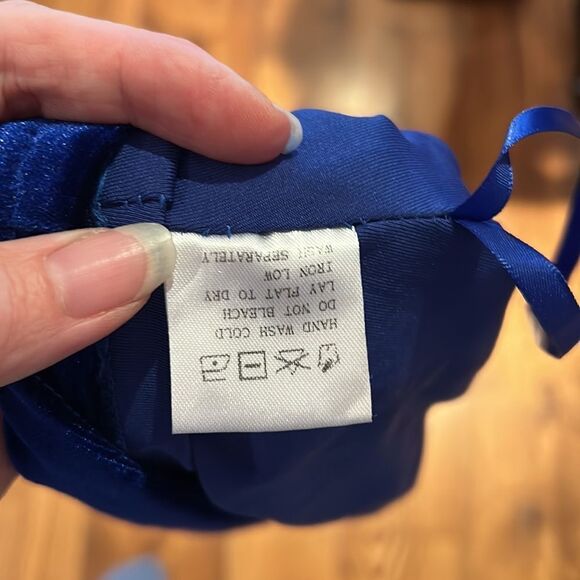 HAND WASH COLD
DO NOT BLEACH
LAY FLAT TO DRY
IRON LOW
WASH SEPARATELY